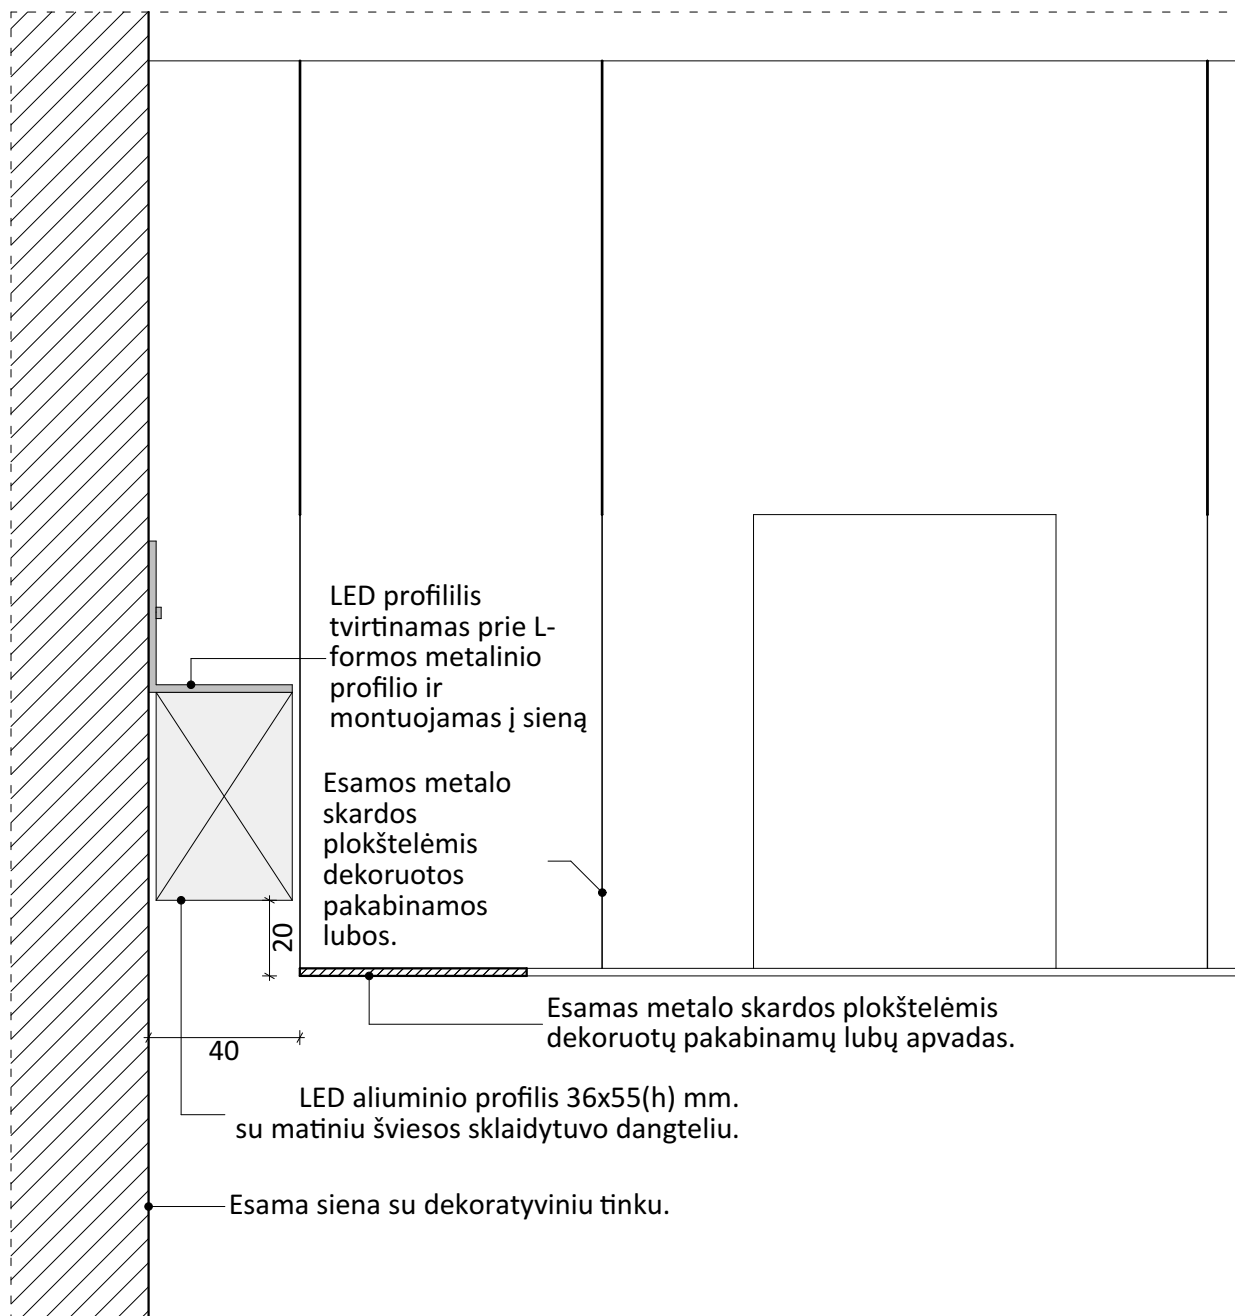 LED profililis
tvirtinamas prie L-
formos metalinio
profilio ir
montuojamas į sieną
Esamos metalo
skardos
plokštelėmis
dekoruotos
pakabinamos
lubos.
20
Esamas metalo skardos plokštelėmis
dekoruotų pakabinamų lubų apvadas.
40
LED aliuminio profilis 36x55(h) mm.
su matiniu šviesos sklaidytuvo dangteliu.
Esama siena su dekoratyviniu tinku.